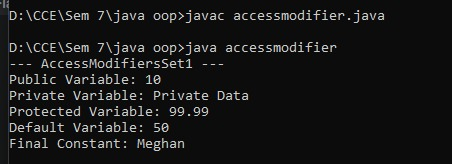 D:\CCE\Sem 7\java oop>javac accessmodifier.java
D:\CCE\Sem 7\java oop>java accessmodifier
--- AccessModifiersSet1 ---
Public Variable: 10
Private Variable: Private Data
Protected Variable: 99.99
Default Variable: 50
Final Constant: Meghan